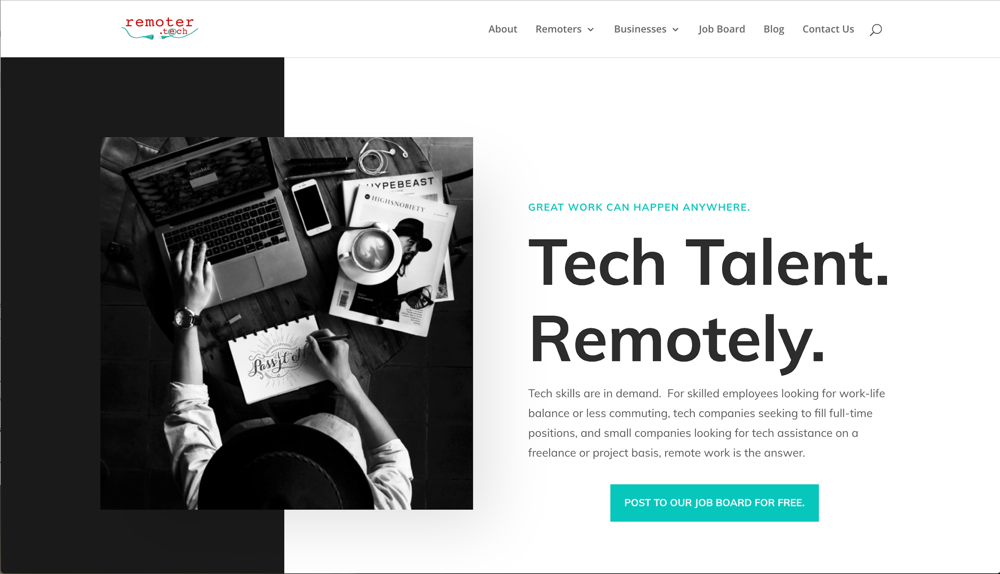 remoter
.tech
About Remoters Businesses Job Board Blog Contact Us
tumblr.
HYPEBEAST
HIGHSNOBIETY
YOHJI
YAMAMOTO
Pass it on
GREAT WORK CAN HAPPEN ANYWHERE.
Tech Talent.
Remotely.
Tech skills are in demand.  For skilled employees looking for work-life
balance or less commuting, tech companies seeking to fill full-time
positions, and small companies looking for tech assistance on a
freelance or project basis, remote work is the answer.
POST TO OUR JOB BOARD FOR FREE.